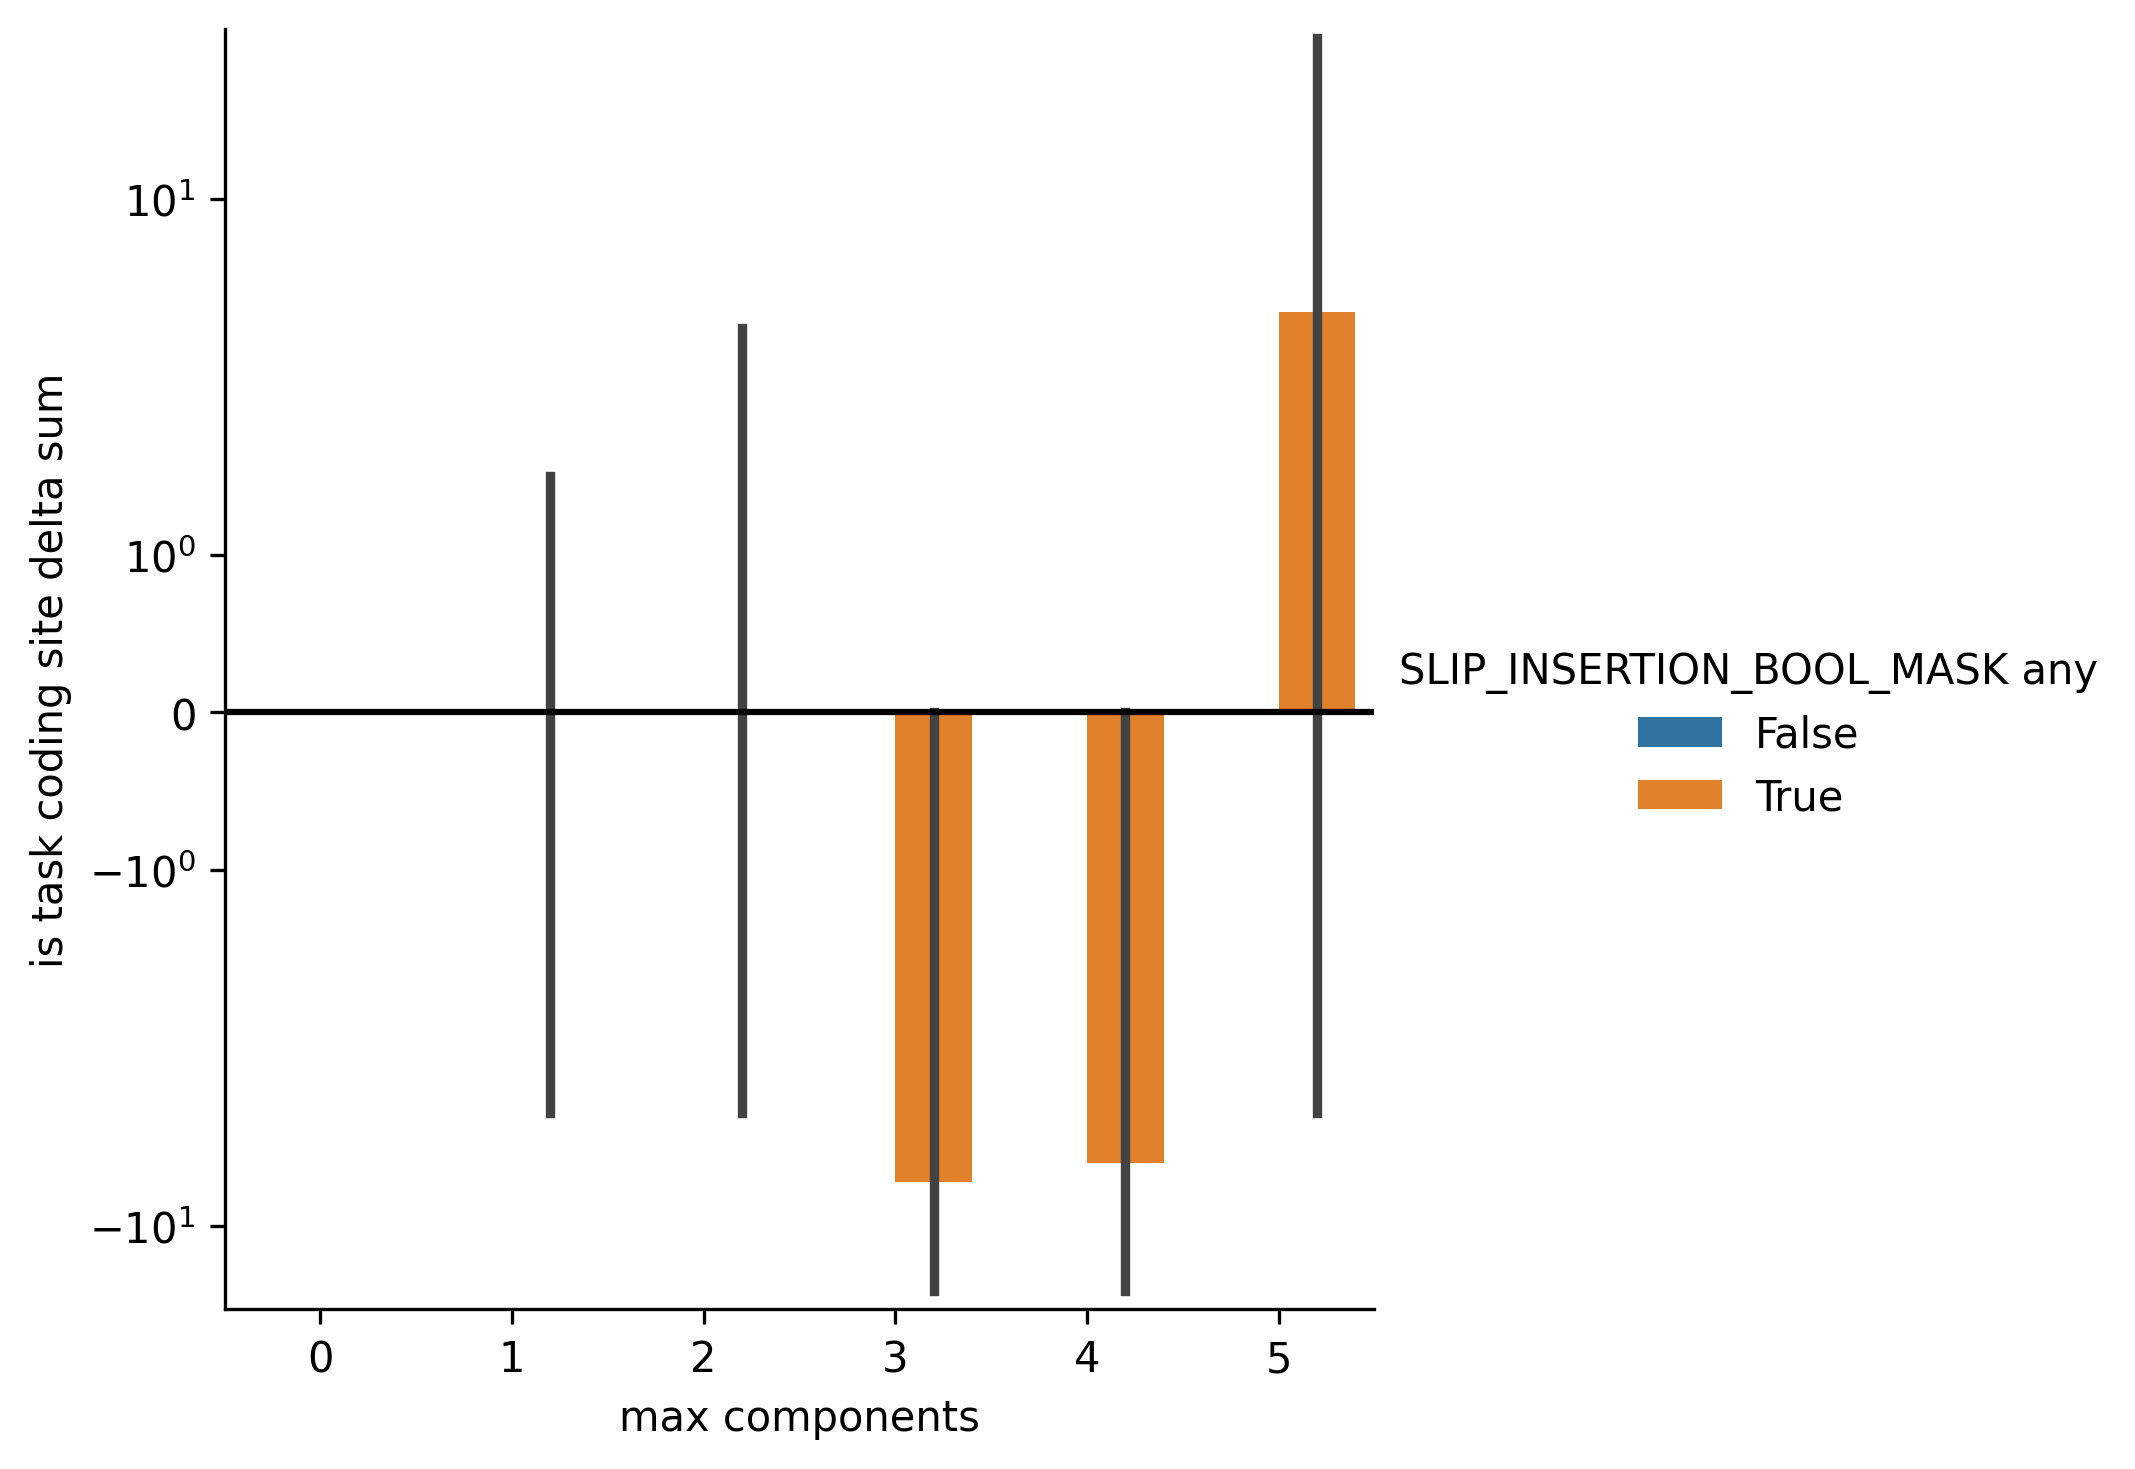 is task coding site delta sum
10¹
10⁰
0
−10⁰
−10¹
0 1 2 3 4 5
max components
SLIP_INSERTION_BOOL_MASK any
False
True